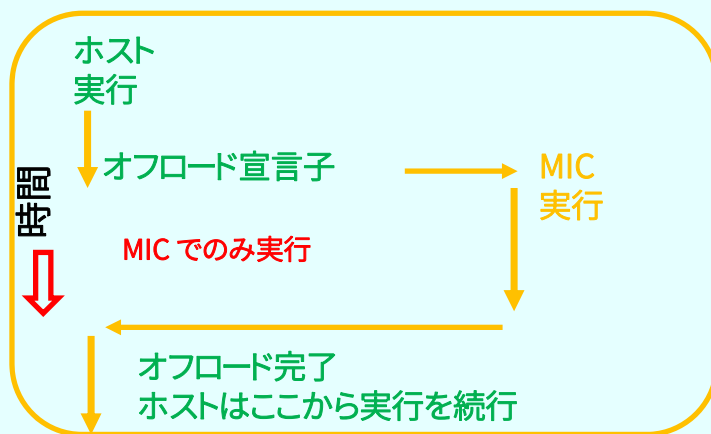 ホスト
実行
オフロード宣言子
MIC
実行
時間
MIC でのみ実行
オフロード完了
ホストはここから実行を続行